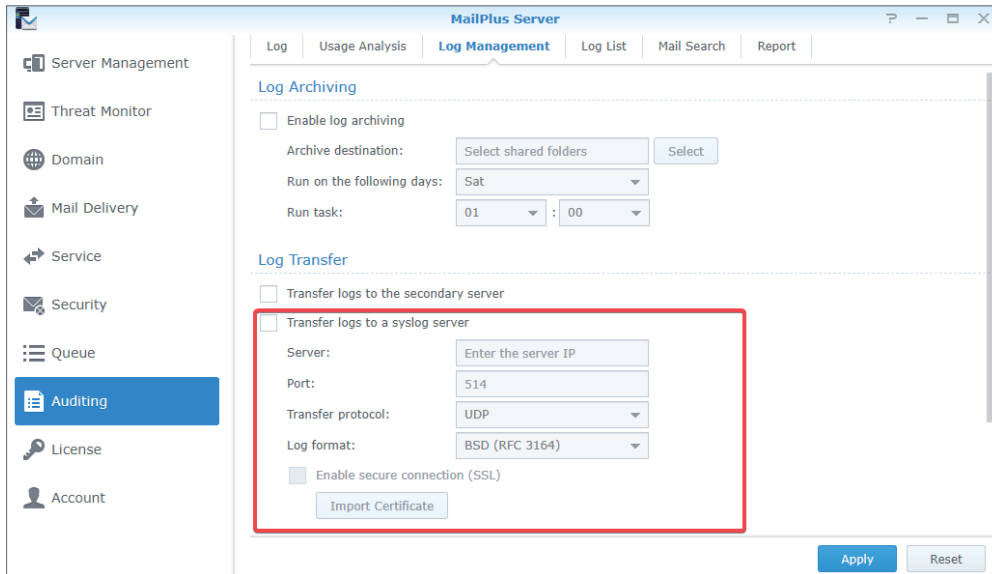 MailPlus Server
Server Management
Threat Monitor
Domain
Mail Delivery
Service
Security
Queue
Auditing
License
Account
Log Usage Analysis Log Management Log List Mail Search Report
Log Archiving
Enable log archiving
Archive destination: Select shared folders Select
Run on the following days: Sat
Run task: 01 : 00
Log Transfer
Transfer logs to the secondary server
Transfer logs to a syslog server
Server: Enter the server IP
Port: 514
Transfer protocol: UDP
Log format: BSD (RFC 3164)
Enable secure connection (SSL)
Import Certificate
Apply Reset